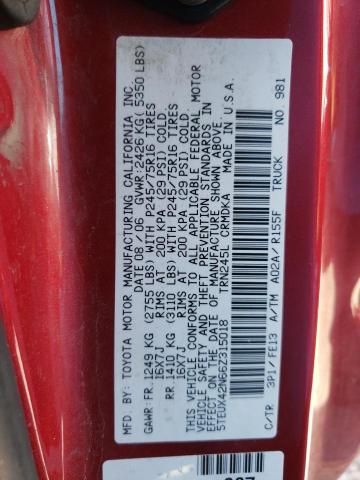 MFD. BY: TOYOTA MOTOR MANUFACTURING CALIFORNIA INC.
DATE 08 / 06 GVWR: 2426 KG ( 5350 LBS)
GAWR: FR. 1249 KG (2755 LBS) WITH P245/75R16 TIRES
16X7J RIMS AT 200 KPA (29 PSI) COLD
RR. 1410 KG (3110 LBS) WITH P245/75R16 TIRES
16X7J RIMS AT 200 KPA (29 PSI) COLD
THIS VEHICLE CONFORMS TO ALL APPLICABLE FEDERAL MOTOR
VEHICLE SAFETY AND THEFT PREVENTION STANDARDS IN
EFFECT ON THE DATE OF MANUFACTURE SHOWN ABOVE.
5TEUX42N66Z315018 TRN245L CRMDKA MADE IN U.S.A.
C/TR 3P1/ FE13 A/TM A02A/ R155F TRUCK NO. 981